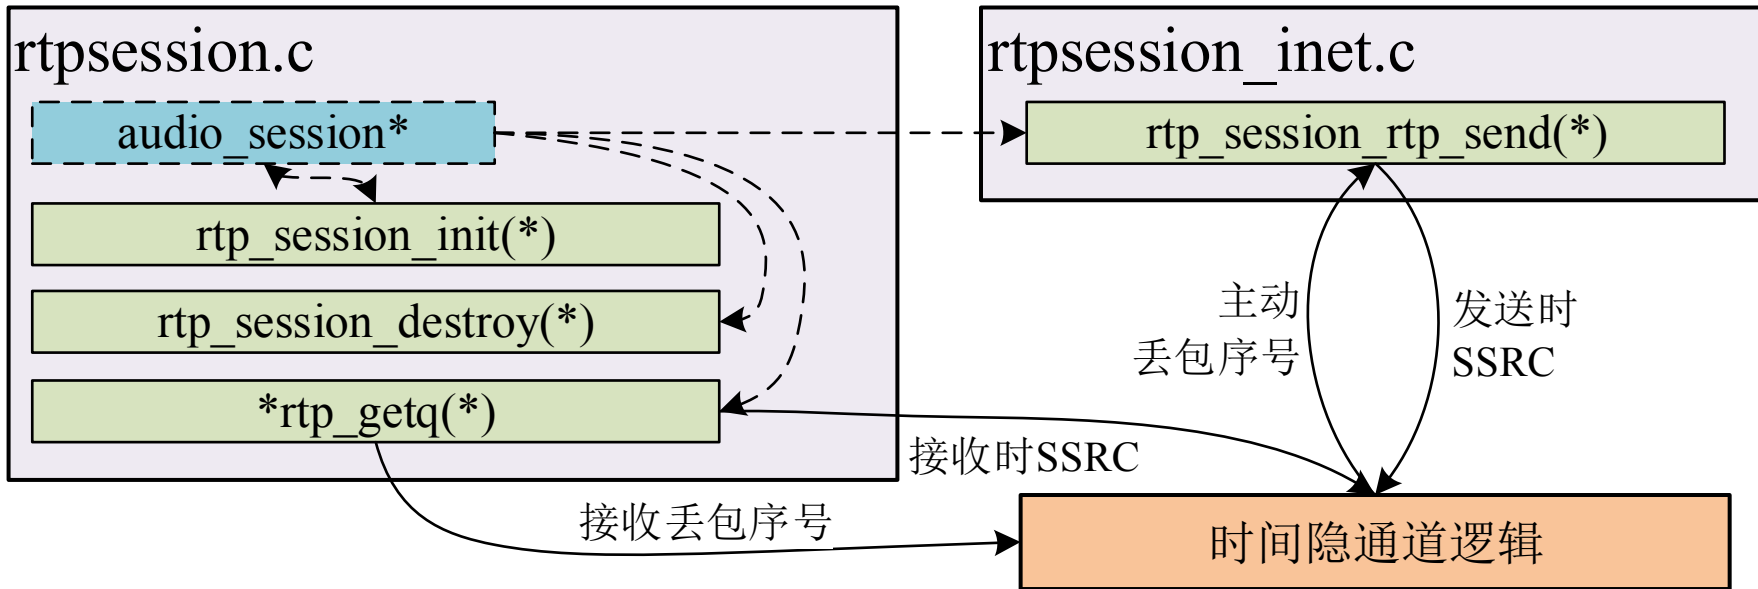 rtpsession.c
audio_session*
rtp_session_init(*)
rtp_session_destroy(*)
*rtp_getq(*)
rtpsession_inet.c
rtp_session_rtp_send(*)
主动
丢包序号
发送时
SSRC
接收时SSRC
接收丢包序号
时间隐通道逻辑